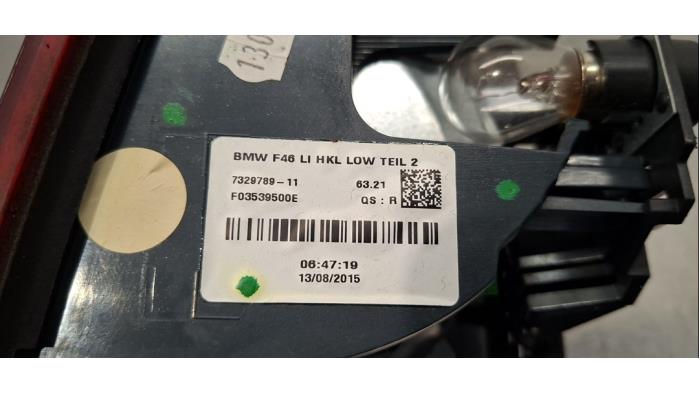 130
BMW F46 LI HKL LOW TEIL 2
7329789-11 63.21
F03539500E QS : R
06:47:19
13/08/2015